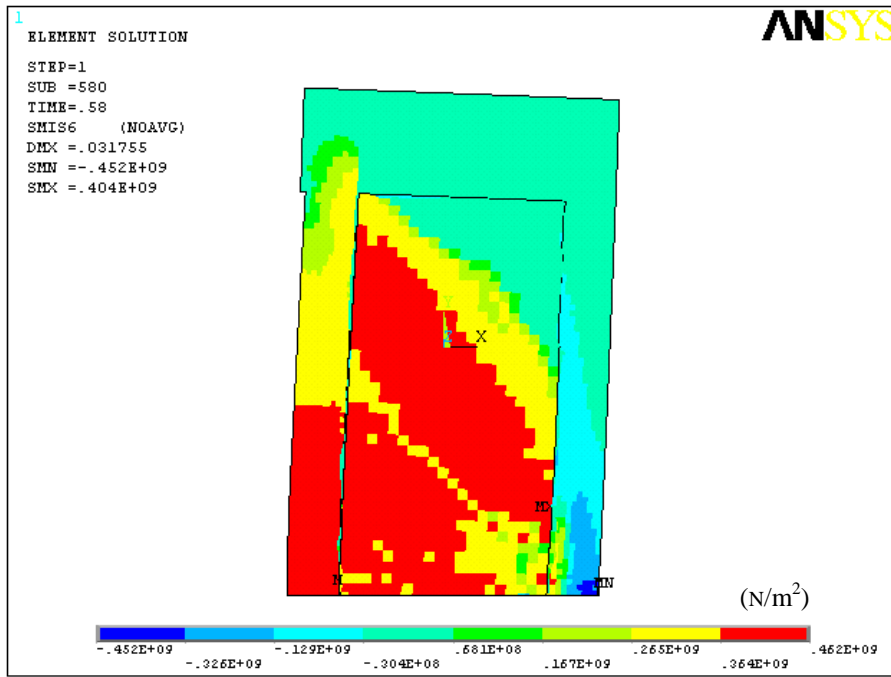 1
ANSYS
ELEMENT SOLUTION
STEP=1
SUB =580
TIME=.58
SMIS6 (NOAVG)
DMX =.031755
SMN =-.452E+09
SMX =.404E+09
Y
Z X
MX
N MN
(N/m²)
-.452E+09 -.129E+09 .681E+08 .265E+09 .462E+09
-.326E+09 -.304E+08 .167E+09 .364E+09